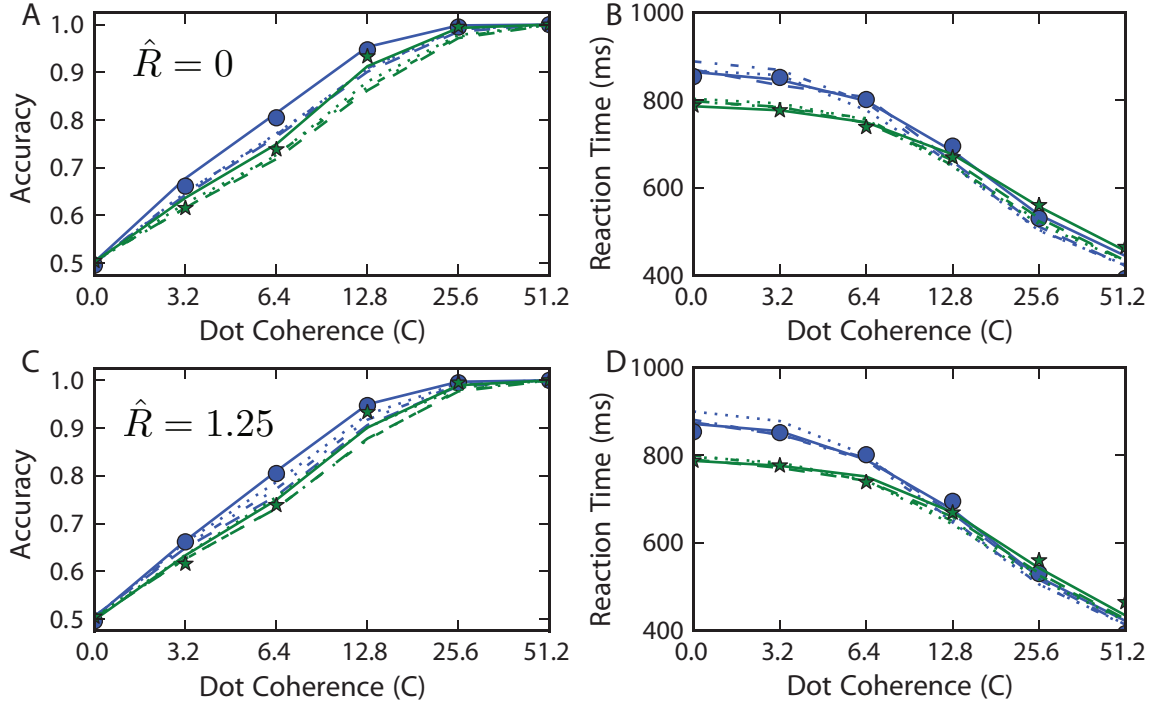 A
R̂ = 0
Accuracy
1.0
0.9
0.8
0.7
0.6
0.5
0.0 3.2 6.4 12.8 25.6 51.2
Dot Coherence (C)
B
Reaction Time (ms)
1000
800
600
400
0.0 3.2 6.4 12.8 25.6 51.2
Dot Coherence (C)
C
R̂ = 1.25
Accuracy
1.0
0.9
0.8
0.7
0.6
0.5
0.0 3.2 6.4 12.8 25.6 51.2
Dot Coherence (C)
D
Reaction Time (ms)
1000
800
600
400
0.0 3.2 6.4 12.8 25.6 51.2
Dot Coherence (C)